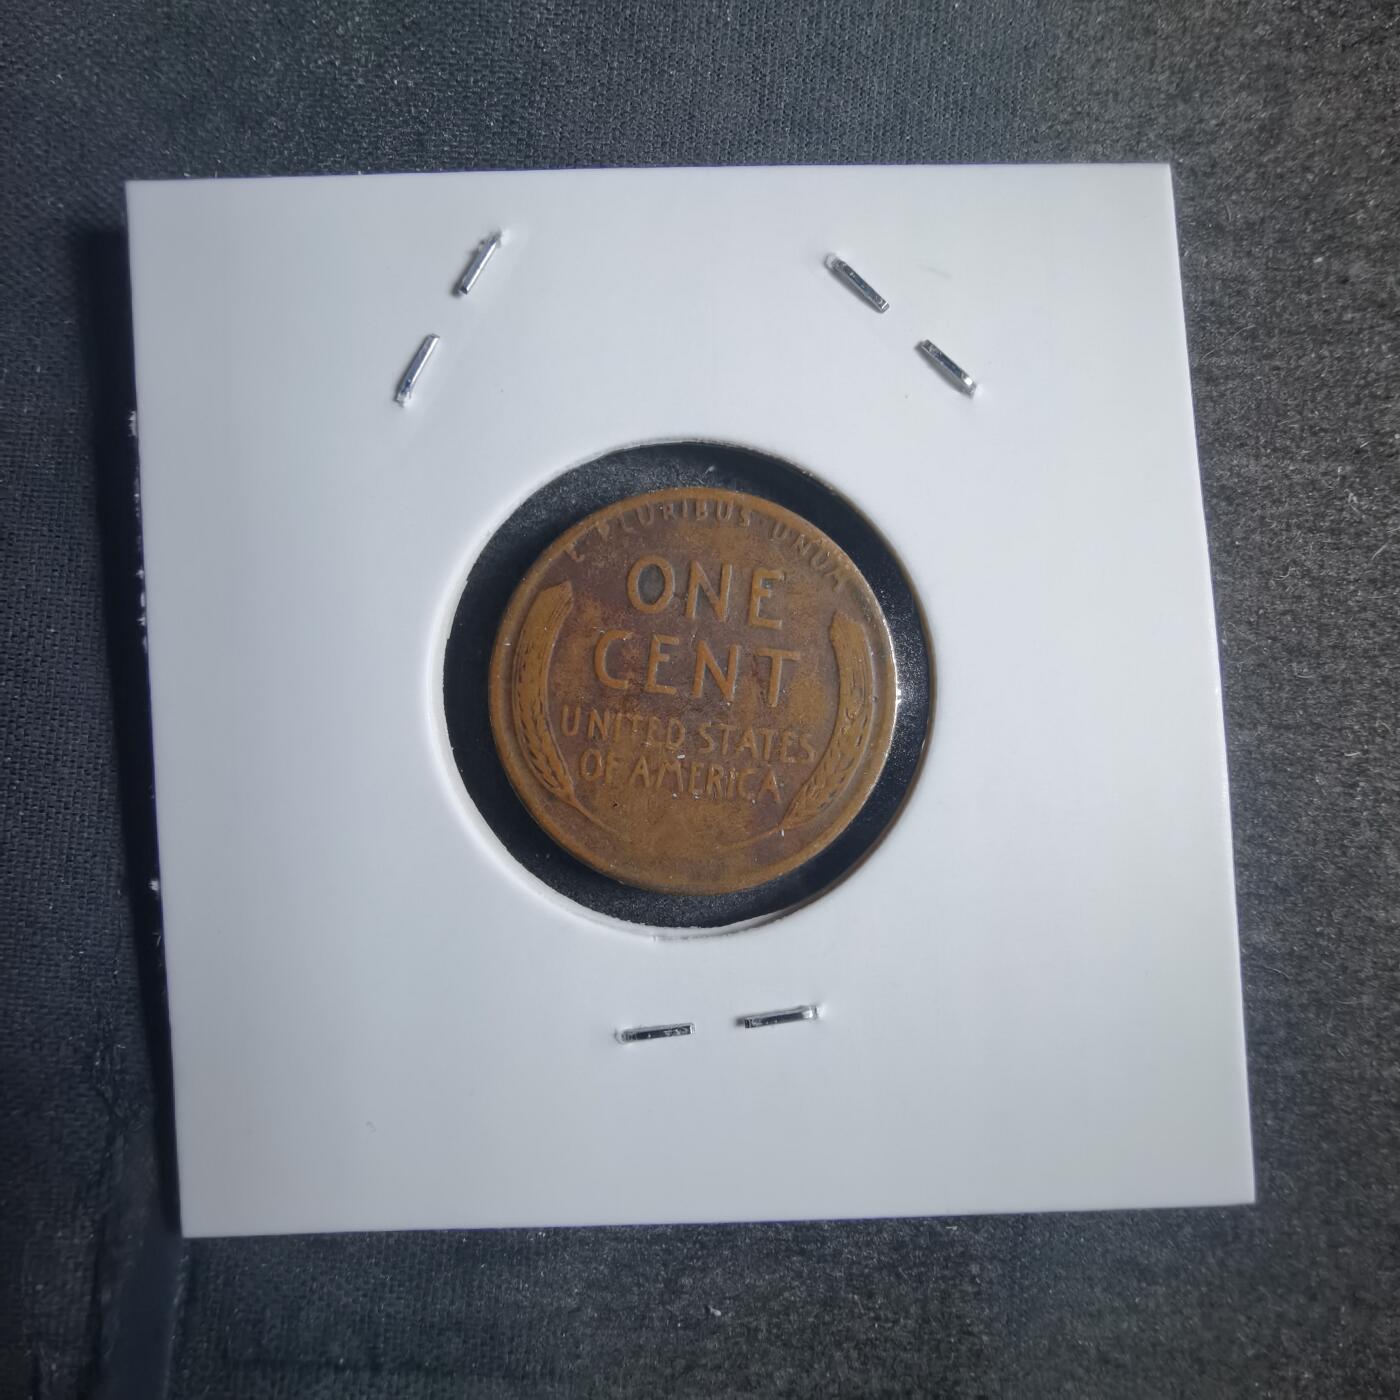 E·PLURIBUS·UNUM
ONE
CENT
UNITED STATES
OF AMERICA